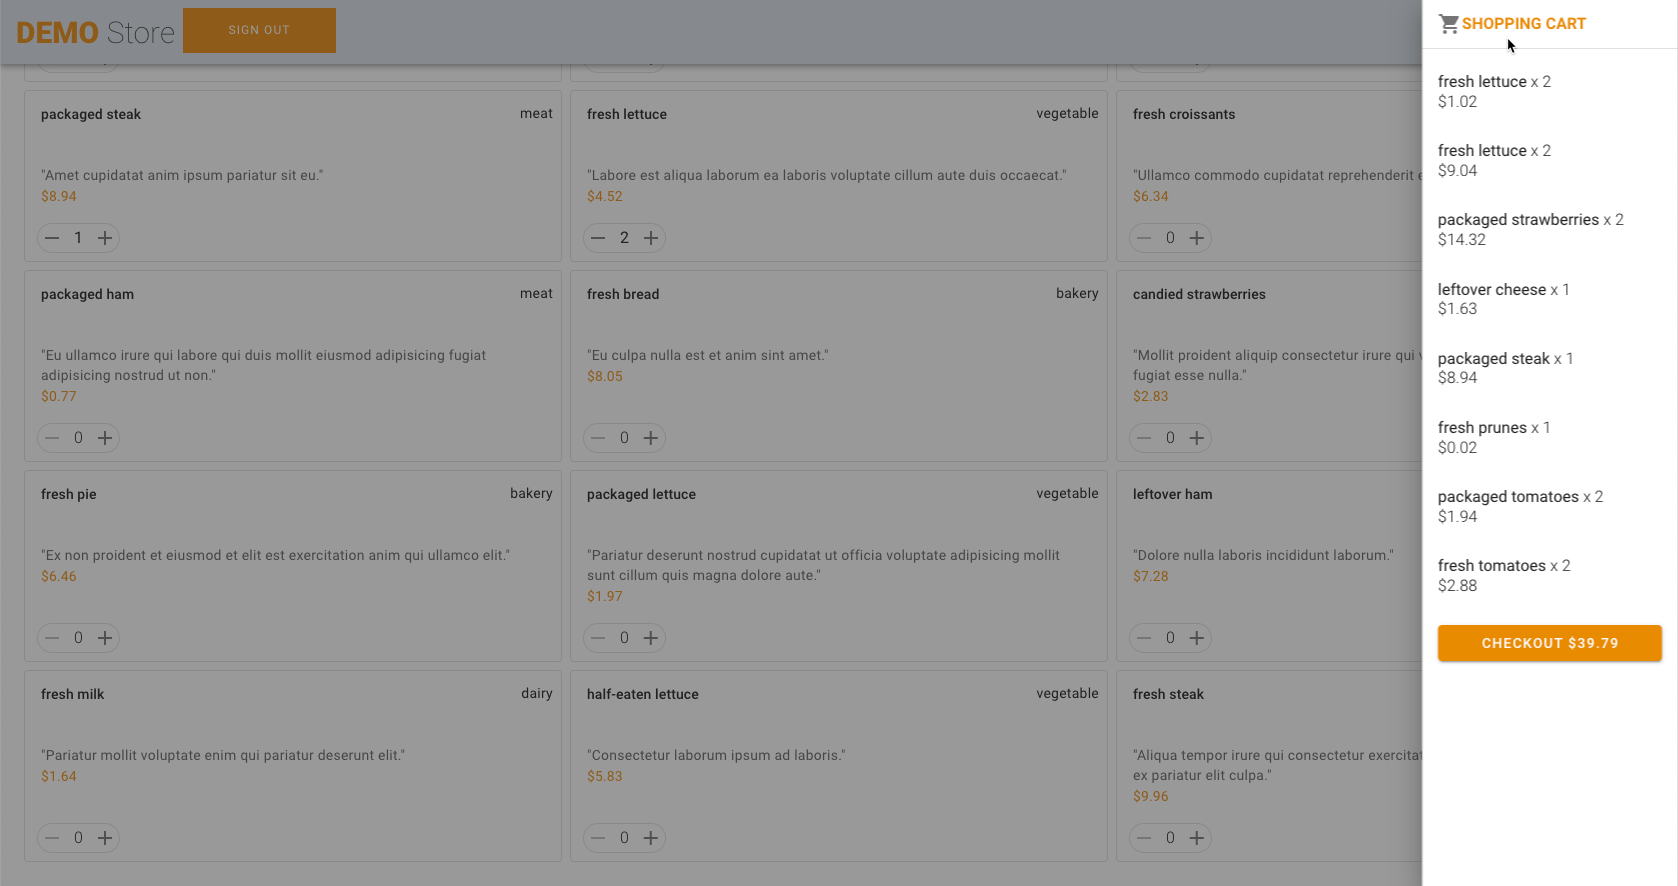 DEMO Store
SIGN OUT
packaged steak
meat
"Amet cupidatat anim ipsum pariatur sit eu."
$8.94
1
fresh lettuce
vegetable
"Labore est aliqua laborum ea laboris voluptate cillum aute duis occaecat."
$4.52
2
fresh croissants
"Ullamco commodo cupidatat reprehenderit
$6.34
0
packaged ham
meat
"Eu ullamco irure qui labore qui duis mollit eiusmod adipisicing fugiat
adipisicing nostrud ut non."
$0.77
0
fresh bread
bakery
"Eu culpa nulla est et anim sint amet."
$8.05
0
candied strawberries
"Mollit proident aliquip consectetur irure qui
fugiat esse nulla."
$2.83
0
fresh pie
bakery
"Ex non proident et eiusmod et elit est exercitation anim qui ullamco elit."
$6.46
0
packaged lettuce
vegetable
"Pariatur deserunt nostrud cupidatat ut officia voluptate adipisicing mollit
sunt cillum quis magna dolore aute."
$1.97
0
leftover ham
"Dolore nulla laboris incididunt laborum."
$7.28
0
fresh milk
dairy
"Pariatur mollit voluptate enim qui pariatur deserunt elit."
$1.64
0
half-eaten lettuce
vegetable
"Consectetur laborum ipsum ad laboris."
$5.83
0
fresh steak
"Aliqua tempor irure qui consectetur exercitat
ex pariatur elit culpa."
$9.96
0
SHOPPING CART
fresh lettuce x 2
$1.02
fresh lettuce x 2
$9.04
packaged strawberries x 2
$14.32
leftover cheese x 1
$1.63
packaged steak x 1
$8.94
fresh prunes x 1
$0.02
packaged tomatoes x 2
$1.94
fresh tomatoes x 2
$2.88
CHECKOUT $39.79